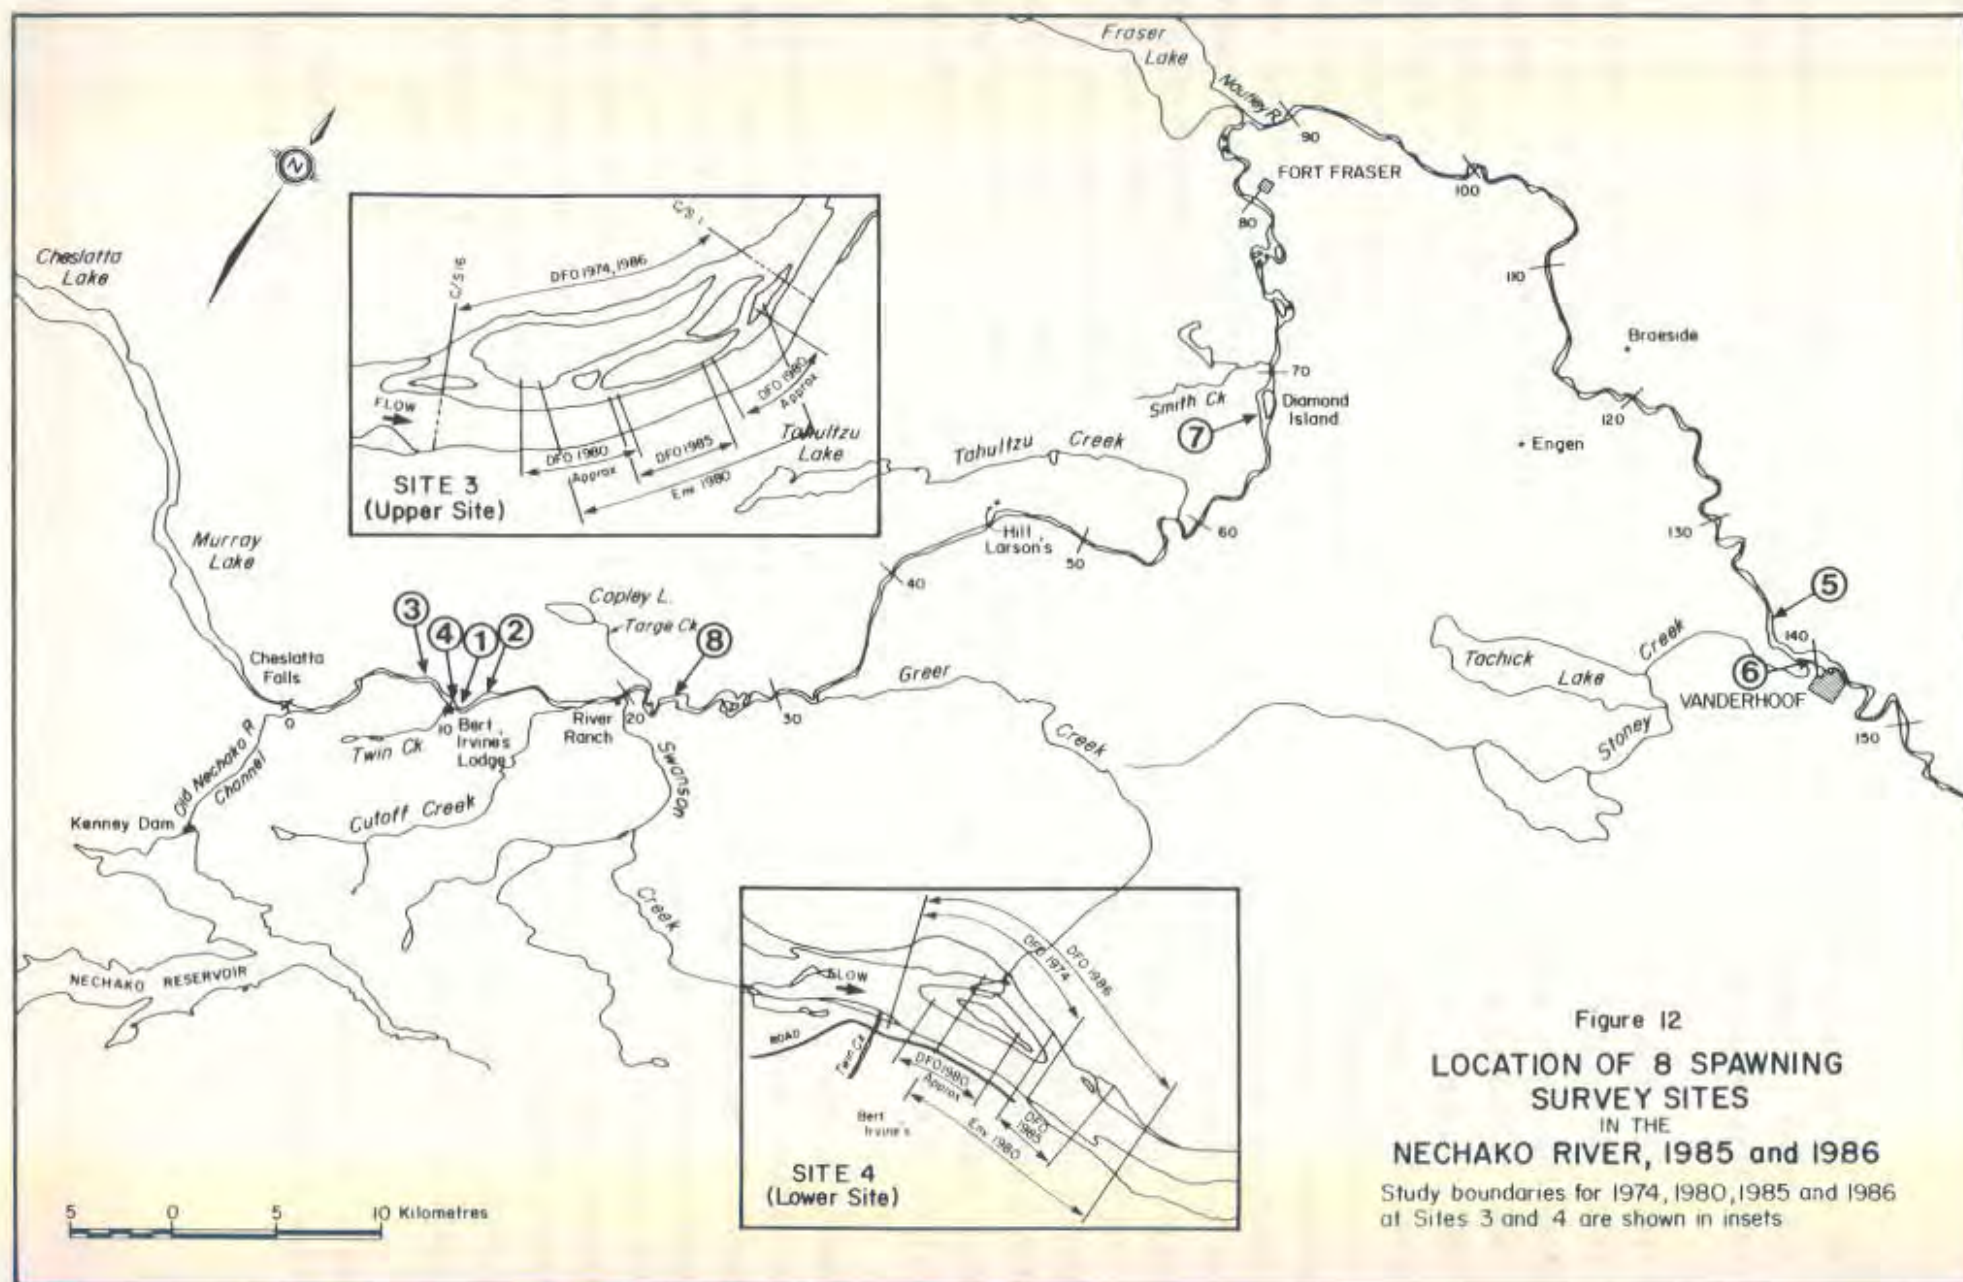 Fraser
Lake
Nautley R.
90
FORT FRASER
100
80
110
Braeside
Cheslatta
Lake
N
C/S 1
DFO 1974, 1986
C/S 16
FLOW
DFO 1980
Approx
DFO 1980
Approx
DFO 1985
Env. 1980
SITE 3
(Upper Site)
70
Diamond
Island
Smith Ck
7
120
Engen
Tahultzu
Lake
Tahultzu Creek
60
130
Hill
Larson's
50
40
Murray
Lake
5
Copley L.
Targe Ck
3
4
1
2
8
140
Creek
Tachick
Lake
6
VANDERHOOF
Cheslatta
Falls
0
Greer
Creek
Stoney
150
River
Ranch
20
30
10
Bert
Irvine's
Lodge
Twin Ck
Old Nechako R
Channel
Swanson
Creek
Kenney Dam
Cutoff Creek
NECHAKO RESERVOIR
FLOW
DFO 1974
DFO 1986
ROAD
Twin Ck
DFO 1980
Approx
DFO
1985
Env. 1980
Bert
Irvine's
SITE 4
(Lower Site)
5 0 5 10 Kilometres
Figure 12
LOCATION OF 8 SPAWNING
SURVEY SITES
IN THE
NECHAKO RIVER, 1985 and 1986
Study boundaries for 1974, 1980, 1985 and 1986
at Sites 3 and 4 are shown in insets